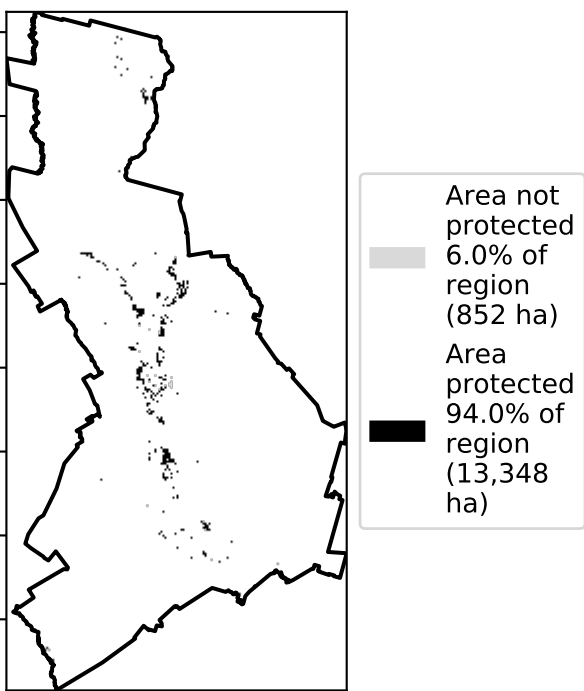 Area not
protected
6.0% of
region
(852 ha)
Area
protected
94.0% of
region
(13,348
ha)